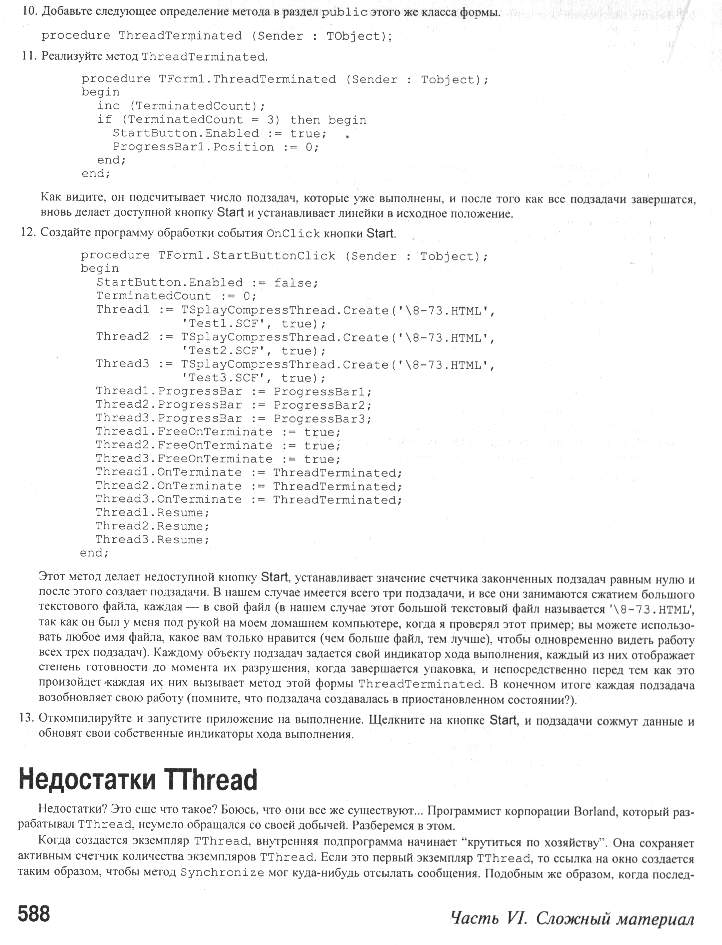 10. Добавьте следующее определение метода в раздел public этого же класса формы.
procedure ThreadTerminated (Sender : TObject);
11. Реализуйте метод ThreadTerminated.
procedure TForm1.ThreadTerminated (Sender : Tobject);
begin
inc (TerminatedCount);
if (TerminatedCount = 3) then begin
StartButton.Enabled := true;
ProgressBar1.Position := 0;
end;
end;
Как видите, он подсчитывает число подзадач, которые уже выполнены, и после того как все подзадачи завершатся,
вновь делает доступной кнопку Start и устанавливает линейки в исходное положение.
12. Создайте программу обработки события OnClick кнопки Start.
procedure TForm1.StartButtonClick (Sender : Tobject);
begin
StartButton.Enabled := false;
TerminatedCount := 0;
Thread1 := TSplayCompressThread.Create('\8-73.HTML',
'Test1.SCF', true);
Thread2 := TSplayCompressThread.Create('\8-73.HTML',
'Test2.SCF', true);
Thread3 := TSplayCompressThread.Create('\8-73.HTML',
'Test3.SCF', true);
Thread1.ProgressBar := ProgressBar1;
Thread2.ProgressBar := ProgressBar2;
Thread3.ProgressBar := ProgressBar3;
Thread1.FreeOnTerminate := true;
Thread2.FreeOnTerminate := true;
Thread3.FreeOnTerminate := true;
Thread1.OnTerminate := ThreadTerminated;
Thread2.OnTerminate := ThreadTerminated;
Thread3.OnTerminate := ThreadTerminated;
Thread1.Resume;
Thread2.Resume;
Thread3.Resume;
end;
Этот метод делает недоступной кнопку Start, устанавливает значение счетчика законченных подзадач равным нулю и
после этого создает подзадачи. В нашем случае имеется всего три подзадачи, и все они занимаются сжатием большого
текстового файла, каждая — в свой файл (в нашем случае этот большой текстовый файл называется '\8-73.HTML',
так как он был у меня под рукой на моем домашнем компьютере, когда я проверял этот пример; вы можете использо-
вать любое имя файла, какое вам только нравится (чем больше файл, тем лучше), чтобы одновременно видеть работу
всех трех подзадач). Каждому объекту подзадач задается свой индикатор хода выполнения, каждый из них отображает
степень готовности до момента их разрушения, когда завершается упаковка, и непосредственно перед тем как это
произойдет каждая их них вызывает метод этой формы ThreadTerminated. В конечном итоге каждая подзадача
возобновляет свою работу (помните, что подзадача создавалась в приостановленном состоянии?).
13. Откомпилируйте и запустите приложение на выполнение. Щелкните на кнопке Start, и подзадачи сожмут данные и
обновят свои собственные индикаторы хода выполнения.
Недостатки TThread
Недостатки? Это еще что такое? Боюсь, что они все же существуют... Программист корпорации Borland, который раз-
рабатывал TThread, неумело обращался со своей добычей. Разберемся в этом.
Когда создается экземпляр TThread, внутренняя подпрограмма начинает “крутиться по хозяйству”. Она сохраняет
активным счетчик количества экземпляров TThread. Если это первый экземпляр TThread, то ссылка на окно создается
таким образом, чтобы метод Synchronize мог куда-нибудь отсылать сообщения. Подобным же образом, когда послед-
588
Часть VI. Сложный материал